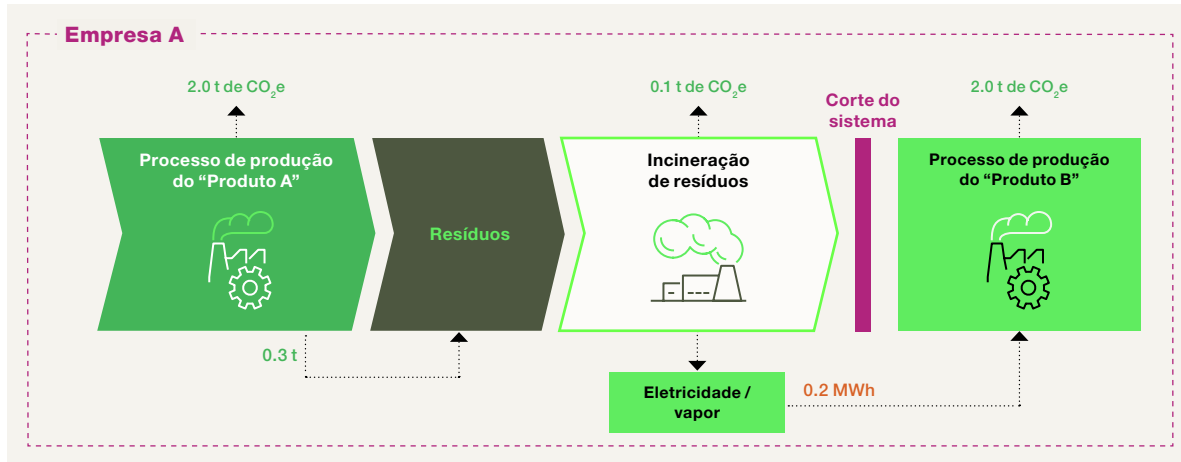 Empresa A
2.0 t de CO₂e
0.1 t de CO₂e
2.0 t de CO₂e
Corte do
sistema
Processo de produção
do “Produto A”
Resíduos
Incineração
de resíduos
Processo de produção
do “Produto B”
0.3 t
Eletricidade /
vapor
0.2 MWh